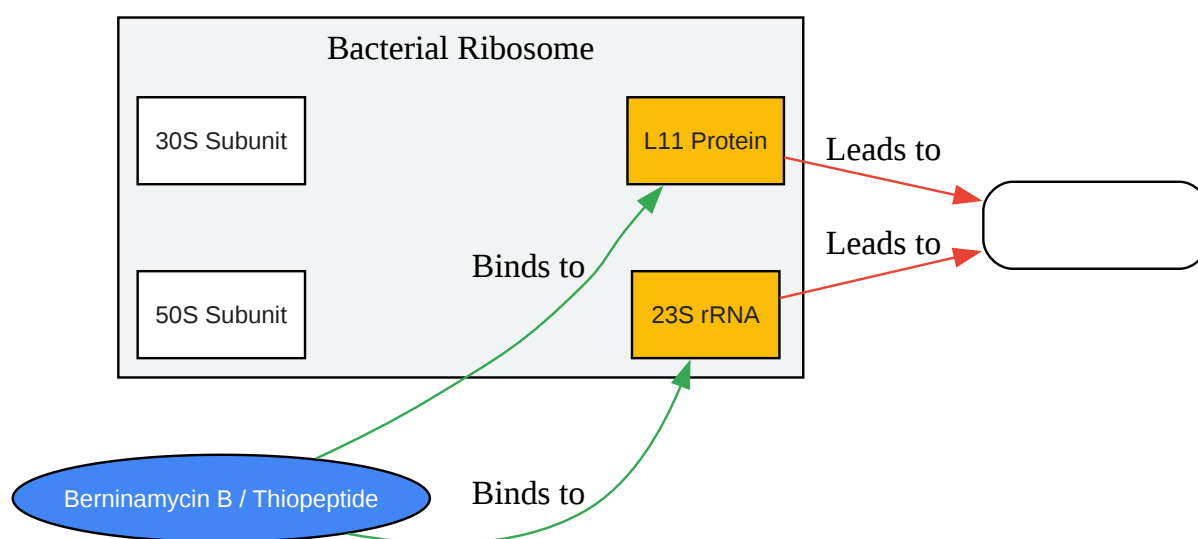 Bacterial Ribosome
30S Subunit
L11 Protein
Leads to
Binds to
Leads to
50S Subunit
23S rRNA
Berninamycin B / Thiopeptide
Binds to